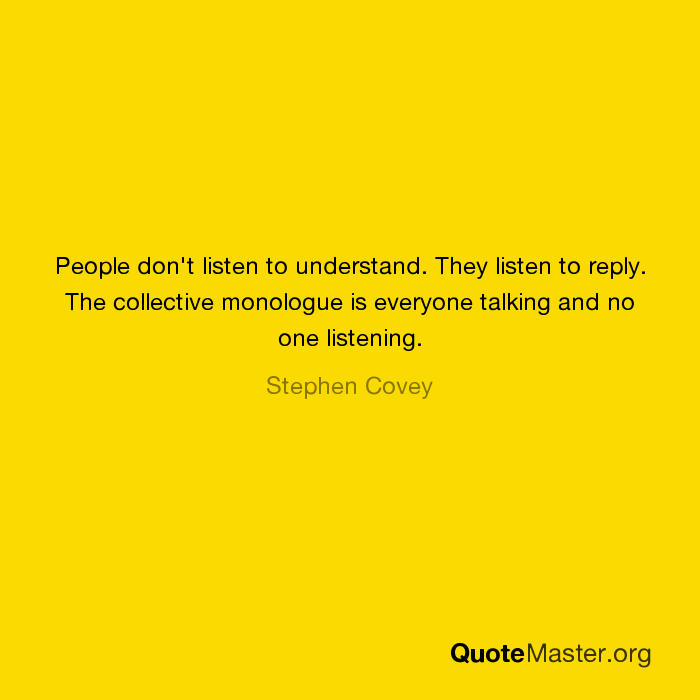 People don't listen to understand. They listen to reply.
The collective monologue is everyone talking and no
one listening.
Stephen Covey
QuoteMaster.org